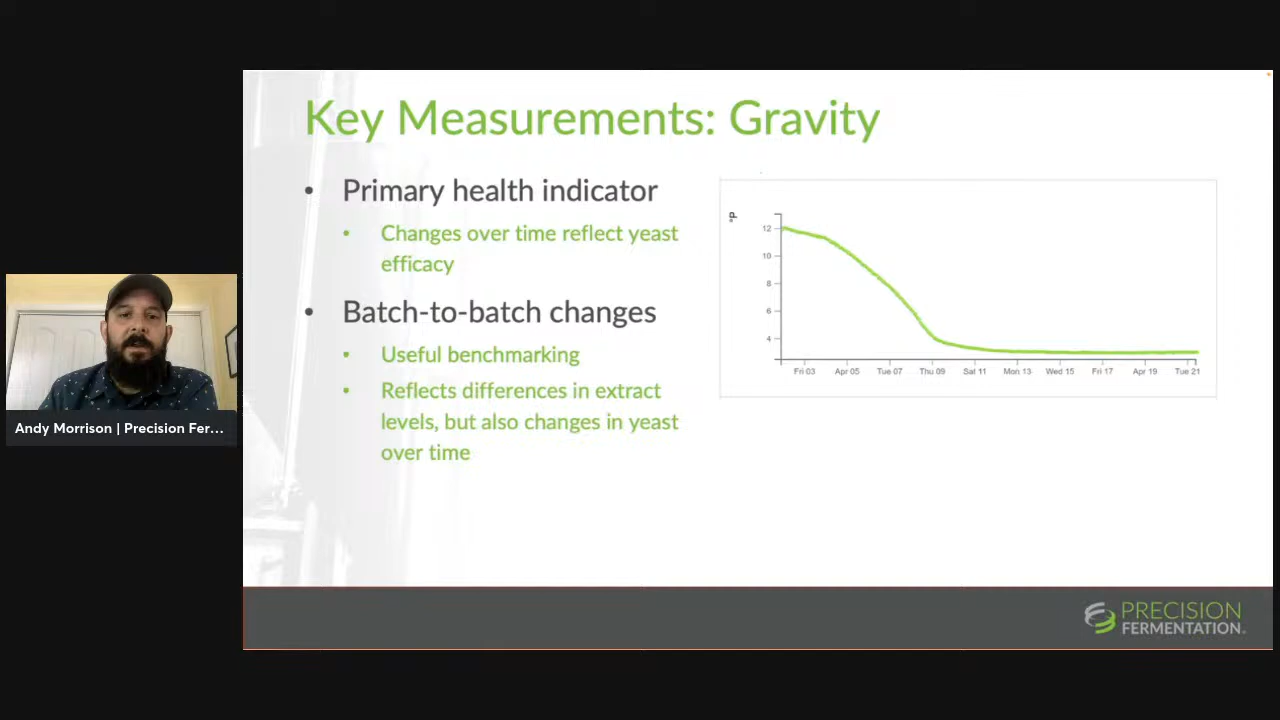 Key Measurements: Gravity
• Primary health indicator
• Changes over time reflect yeast
efficacy
• Batch-to-batch changes
• Useful benchmarking
• Reflects differences in extract
levels, but also changes in yeast
over time
°P
12
10
8
6
4
Fri 03 Apr 05 Tue 07 Thu 09 Sat 11 Mon 13 Wed 15 Fri 17 Apr 19 Tue 21
Andy Morrison | Precision Fer...
PRECISION
FERMENTATION